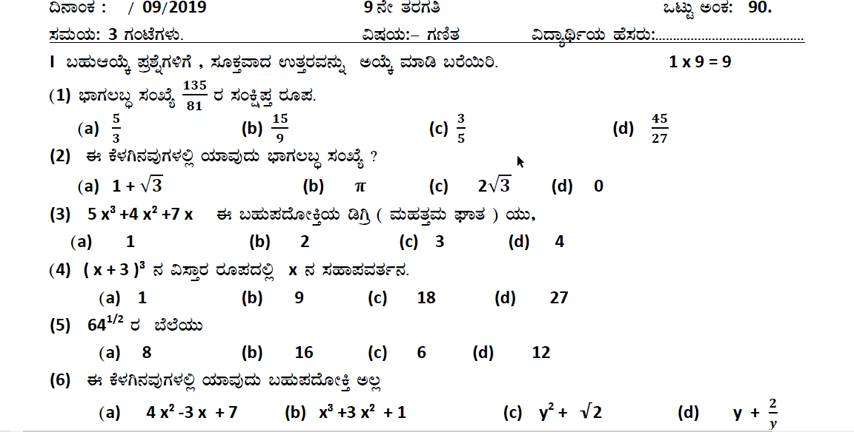 ದಿನಾಂಕ : / 09/2019 9 ನೇ ತರಗತಿ ಒಟ್ಟು ಅಂಕ: 90.
ಸಮಯ: 3 ಗಂಟೆಗಳು. ವಿಷಯ:– ಗಣಿತ ವಿದ್ಯಾರ್ಥಿಯ ಹೆಸರು:..........................................
I ಬಹುಆಯ್ಕೆ ಪ್ರಶ್ನೆಗಳಿಗೆ , ಸೂಕ್ತವಾದ ಉತ್ತರವನ್ನು ಅಯ್ಕೆ ಮಾಡಿ ಬರೆಯಿರಿ. 1 x 9 = 9
(1) ಭಾಗಲಬ್ಧ ಸಂಖ್ಯೆ 135/81 ರ ಸಂಕ್ಷಿಪ್ತ ರೂಪ.
(a) 5/3 (b) 15/9 (c) 3/5 (d) 45/27
(2) ಈ ಕೆಳಗಿನವುಗಳಲ್ಲಿ ಯಾವುದು ಭಾಗಲಬ್ಧ ಸಂಖ್ಯೆ ?
(a) 1 + √3 (b) π (c) 2√3 (d) 0
(3) 5 x³ +4 x² +7 x ಈ ಬಹುಪದೋಕ್ತಿಯ ಡಿಗ್ರಿ ( ಮಹತ್ತಮ ಘಾತ ) ಯು,
(a) 1 (b) 2 (c) 3 (d) 4
(4) ( x + 3 )³ ನ ವಿಸ್ತಾರ ರೂಪದಲ್ಲಿ x ನ ಸಹಾಪವರ್ತನ.
(a) 1 (b) 9 (c) 18 (d) 27
(5) 64^1/2 ರ ಬೆಲೆಯು
(a) 8 (b) 16 (c) 6 (d) 12
(6) ಈ ಕೆಳಗಿನವುಗಳಲ್ಲಿ ಯಾವುದು ಬಹುಪದೋಕ್ತಿ ಅಲ್ಲ
(a) 4 x² -3 x + 7 (b) x³ +3 x² + 1 (c) y² + √2 (d) y + 2/y